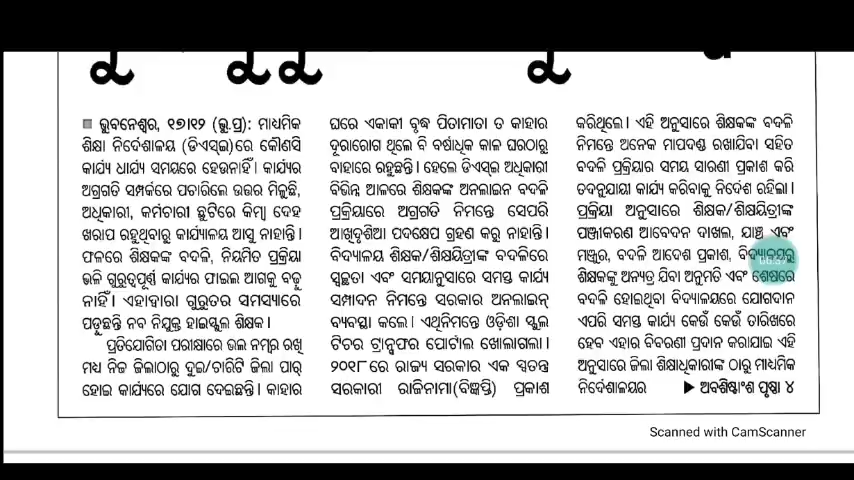 ଭୁବନେଶ୍ୱର, ୧୭।୧୨ (ଭୁ.ପ୍ର): ମାଧ୍ୟମିକ
ଶିକ୍ଷା ନିର୍ଦେଶାଳୟ (ଡିଏସ୍ଇ)ରେ କୌଣସି
କାର୍ଯ୍ୟ ଧାର୍ଯ୍ୟ ସମୟରେ ହେଉନାହିଁ। କାର୍ଯ୍ୟର
ଅଗ୍ରଗତି ସମ୍ପର୍କରେ ପଚାରିଲେ ଉତ୍ତର ମିଳୁଛି,
ଅଧିକାରୀ, କର୍ମଚାରୀ ଛୁଟିରେ କିମ୍ବା ଦେହ
ଖରାପ ରହୁଥିବାରୁ କାର୍ଯ୍ୟାଳୟ ଆସୁ ନାହାନ୍ତି।
ଫଳରେ ଶିକ୍ଷକଙ୍କ ବଦଳି, ନିୟମିତ ପ୍ରକ୍ରିୟା
ଭଳି ଗୁରୁତ୍ୱପୂର୍ଣ୍ଣ କାର୍ଯ୍ୟର ଫାଇଲ ଆଗକୁ ବଢ଼ୁ
ନାହିଁ। ଏହାଦ୍ୱାରା ଗୁରୁତର ସମସ୍ୟାରେ
ପଡ଼ୁଛନ୍ତି ନବ ନିଯୁକ୍ତ ହାଇସ୍କୁଲ ଶିକ୍ଷକ।
ପ୍ରତିଯୋଗିତା ପରୀକ୍ଷାରେ ଭଲ ନମ୍ବର ରଖି
ମଧ୍ୟ ନିଜ ଜିଲାଠାରୁ ଦୁଇ/ଚାରିଟି ଜିଲା ପାର୍
ହୋଇ କାର୍ଯ୍ୟରେ ଯୋଗ ଦେଇଛନ୍ତି। କାହାର
ଘରେ ଏକାକୀ ବୃଦ୍ଧ ପିତାମାତା ତ କାହାର
ଦୂରାରୋଗ ଥିଲେ ବି ବର୍ଷାଧିକ କାଳ ଘରଠାରୁ
ବାହାରେ ରହୁଛନ୍ତି। ହେଲେ ଡିଏସ୍ଇ ଅଧିକାରୀ
ବିଭିନ୍ନ ଆଳରେ ଶିକ୍ଷକଙ୍କ ଅନଲାଇନ ବଦଳି
ପ୍ରକ୍ରିୟାରେ ଅଗ୍ରଗତି ନିମନ୍ତେ ସେପରି
ଆଖିଦୃଶିଆ ପଦକ୍ଷେପ ଗ୍ରହଣ କରୁ ନାହାନ୍ତି।
ବିଦ୍ୟାଳୟ ଶିକ୍ଷକ/ଶିକ୍ଷୟିତ୍ରୀଙ୍କ ବଦଳିରେ
ସ୍ୱଚ୍ଛତା ଏବଂ ସମୟାନୁସାରେ ସମସ୍ତ କାର୍ଯ୍ୟ
ସମ୍ପାଦନ ନିମନ୍ତେ ସରକାର ଅନଲାଇନ୍
ବ୍ୟବସ୍ଥା କଲେ। ଏଥିନିମନ୍ତେ ଓଡ଼ିଶା ସ୍କୁଲ
ଟିଚର ଟ୍ରାନ୍ସଫର ପୋର୍ଟାଲ ଖୋଲାଗଲା।
୨୦୧୮ରେ ରାଜ୍ୟ ସରକାର ଏକ ସ୍ୱତନ୍ତ୍ର
ସରକାରୀ ରାଜିନାମା(ବିଜ୍ଞପ୍ତି) ପ୍ରକାଶ
କରିଥିଲେ। ଏହି ଅନୁସାରେ ଶିକ୍ଷକଙ୍କ ବଦଳି
ନିମନ୍ତେ ଅନେକ ମାପଦଣ୍ଡ ରଖାଯିବା ସହିତ
ବଦଳି ପ୍ରକ୍ରିୟାର ସମୟ ସାରଣୀ ପ୍ରକାଶ କରି
ତଦନୁଯାୟୀ କାର୍ଯ୍ୟ କରିବାକୁ ନିର୍ଦେଶ ରହିଲା।
ପ୍ରକ୍ରିୟା ଅନୁସାରେ ଶିକ୍ଷକ/ଶିକ୍ଷୟିତ୍ରୀଙ୍କ
ପଞ୍ଜୀକରଣ ଆବେଦନ ଦାଖଲ, ଯାଞ୍ଚ ଏବଂ
ମଞ୍ଜୁର, ବଦଳି ଆଦେଶ ପ୍ରକାଶ, ବିଦ୍ୟାଳୟରୁ
ଶିକ୍ଷକଙ୍କୁ ଅନ୍ୟତ୍ର ଯିବା ଅନୁମତି ଏବଂ ଶେଷରେ
ବଦଳି ହୋଇଥିବା ବିଦ୍ୟାଳୟରେ ଯୋଗଦାନ
ଏପରି ସମସ୍ତ କାର୍ଯ୍ୟ କେଉଁ କେଉଁ ତାରିଖରେ
ହେବ ଏହାର ବିବରଣୀ ପ୍ରଦାନ କରାଯାଇ ଏହି
ଅନୁସାରେ ଜିଲା ଶିକ୍ଷାଧିକାରୀଙ୍କ ଠାରୁ ମାଧ୍ୟମିକ
ନିର୍ଦେଶାଳୟର ▶ ଅବଶିଷ୍ଟାଂଶ ପୃଷ୍ଠା ୪
Scanned with CamScanner